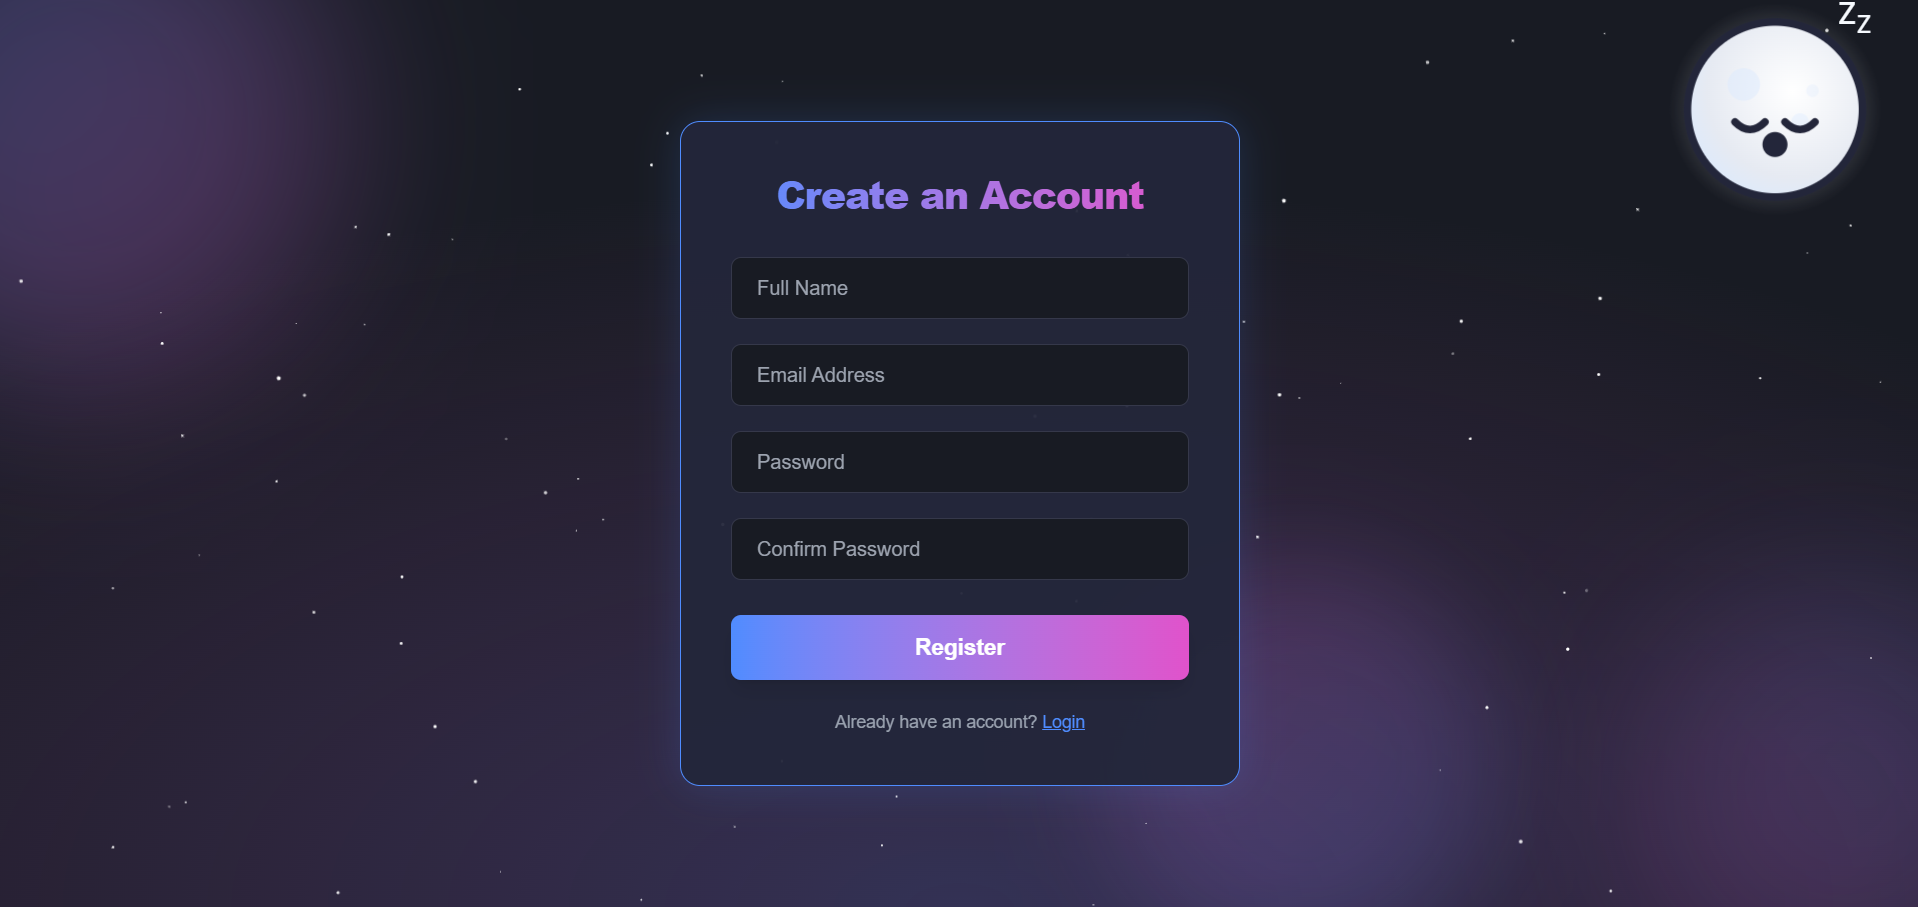 Zz
Create an Account
Full Name
Email Address
Password
Confirm Password
Register
Already have an account? Login